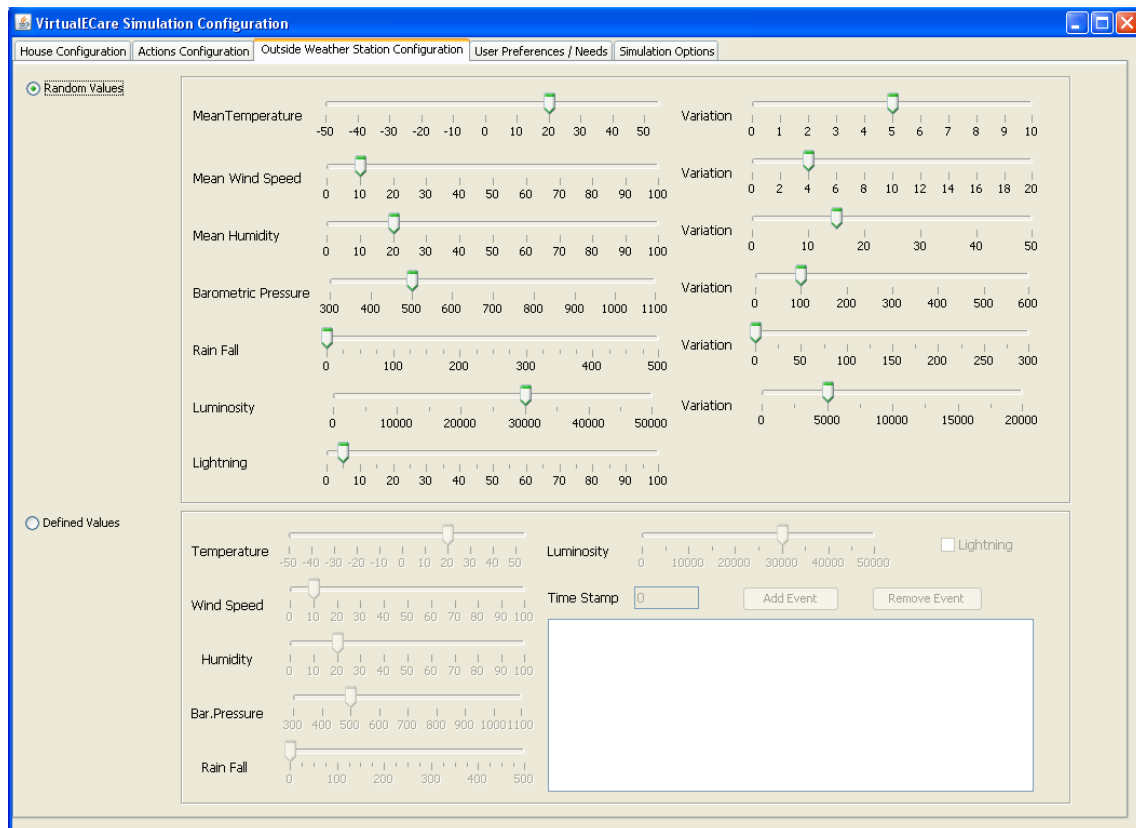 VirtualECare Simulation Configuration
House Configuration Actions Configuration Outside Weather Station Configuration User Preferences / Needs Simulation Options
Random Values
MeanTemperature
-50 -40 -30 -20 -10 0 10 20 30 40 50
Variation
0 1 2 3 4 5 6 7 8 9 10
Mean Wind Speed
0 10 20 30 40 50 60 70 80 90 100
Variation
0 2 4 6 8 10 12 14 16 18 20
Mean Humidity
0 10 20 30 40 50 60 70 80 90 100
Variation
0 10 20 30 40 50
Barometric Pressure
300 400 500 600 700 800 900 1000 1100
Variation
0 100 200 300 400 500 600
Rain Fall
0 100 200 300 400 500
Variation
0 50 100 150 200 250 300
Luminosity
0 10000 20000 30000 40000 50000
Variation
0 5000 10000 15000 20000
Lightning
0 10 20 30 40 50 60 70 80 90 100
Defined Values
Temperature
-50 -40 -30 -20 -10 0 10 20 30 40 50
Luminosity
0 10000 20000 30000 40000 50000
Lightning
Wind Speed
0 10 20 30 40 50 60 70 80 90 100
Time Stamp 0 Add Event Remove Event
Humidity
0 10 20 30 40 50 60 70 80 90 100
Bar.Pressure
300 400 500 600 700 800 900 1000 1100
Rain Fall
0 100 200 300 400 500